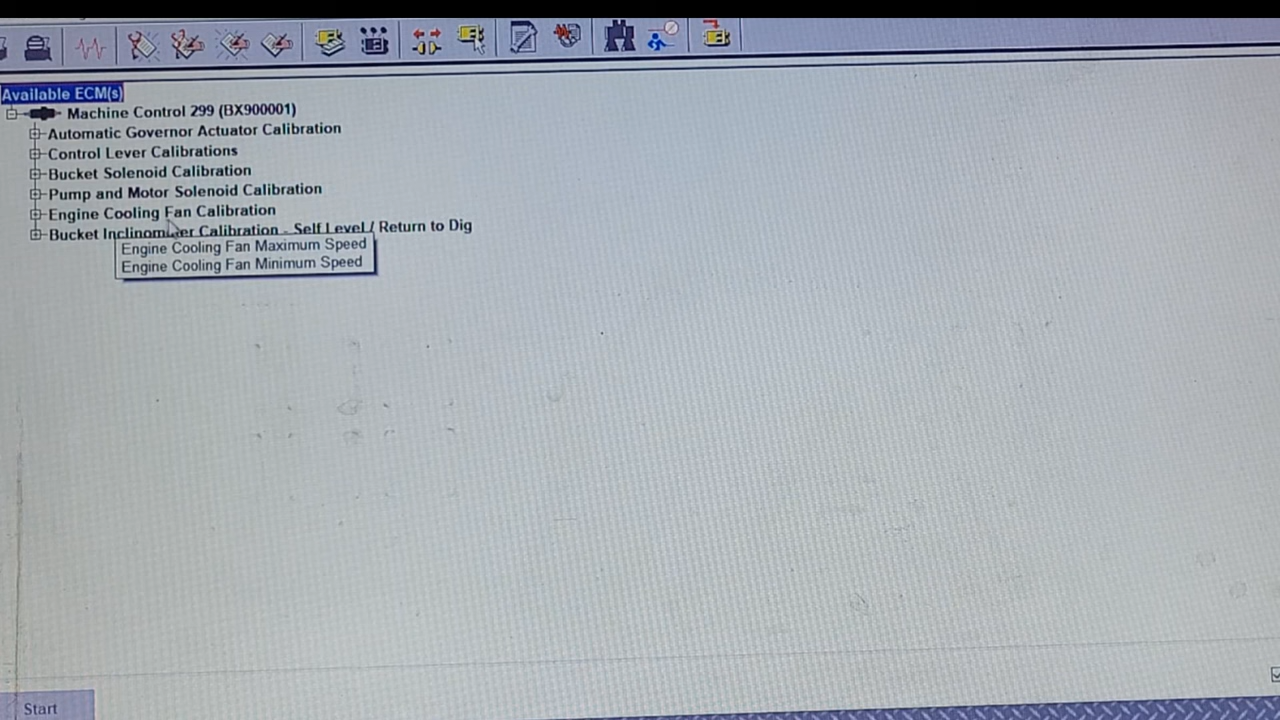 Available ECM(s)
Machine Control 299 (BX900001)
Automatic Governor Actuator Calibration
Control Lever Calibrations
Bucket Solenoid Calibration
Pump and Motor Solenoid Calibration
Engine Cooling Fan Calibration
Bucket Inclinometer Calibration - Self Level / Return to Dig
Engine Cooling Fan Maximum Speed
Engine Cooling Fan Minimum Speed
Start